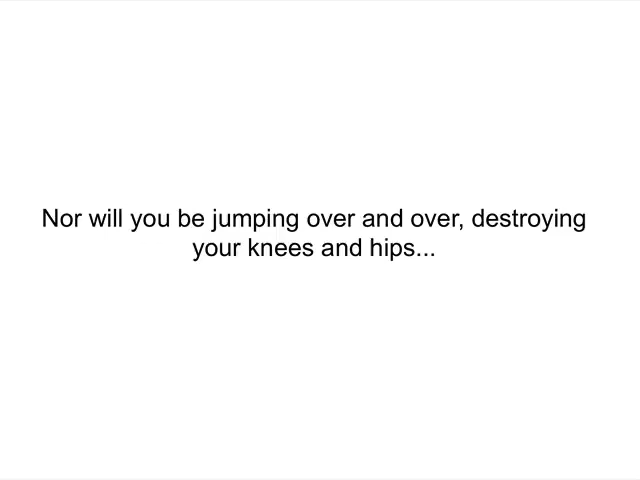 Nor will you be jumping over and over, destroying
your knees and hips...